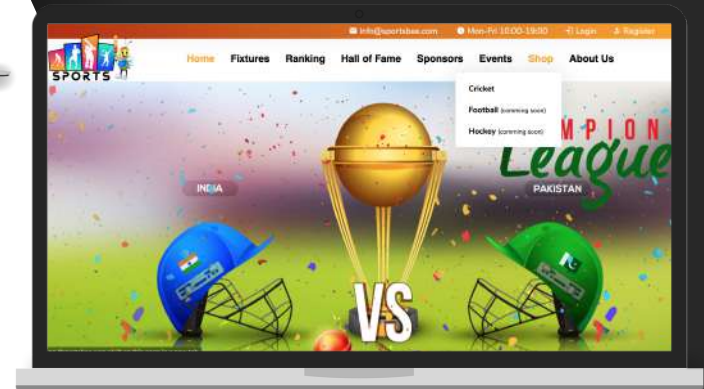 info@sportsbee.com Mon-Fri 10:00-19:00 Login Register
SPORTS
Home Fixtures Ranking Hall of Fame Sponsors Events Shop About Us
Cricket
Football (comming soon)
Hockey (comming soon)
MPION
League
INDIA
PAKISTAN
VS